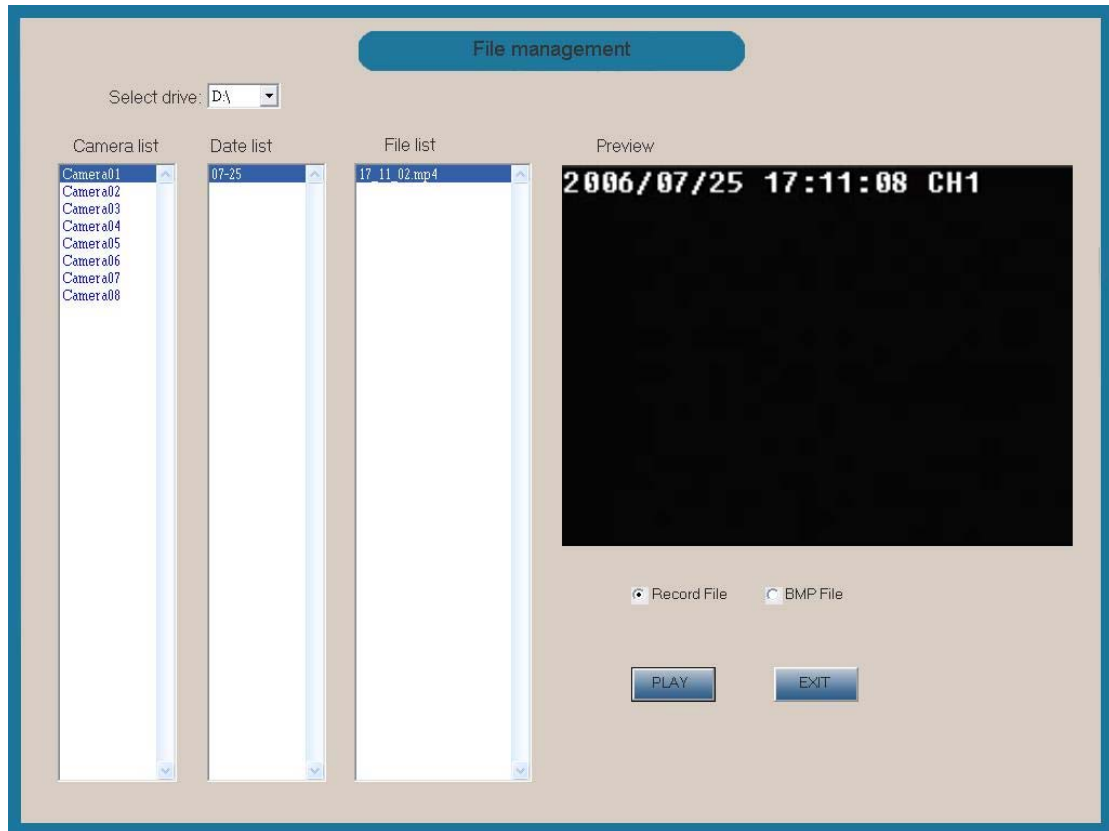 File management
Select drive: D:\
Camera list
Date list
File list
Preview
Camera01
Camera02
Camera03
Camera04
Camera05
Camera06
Camera07
Camera08
07-25
17_11_02.mp4
2006/07/25 17:11:08 CH1
Record File
BMP File
PLAY
EXIT